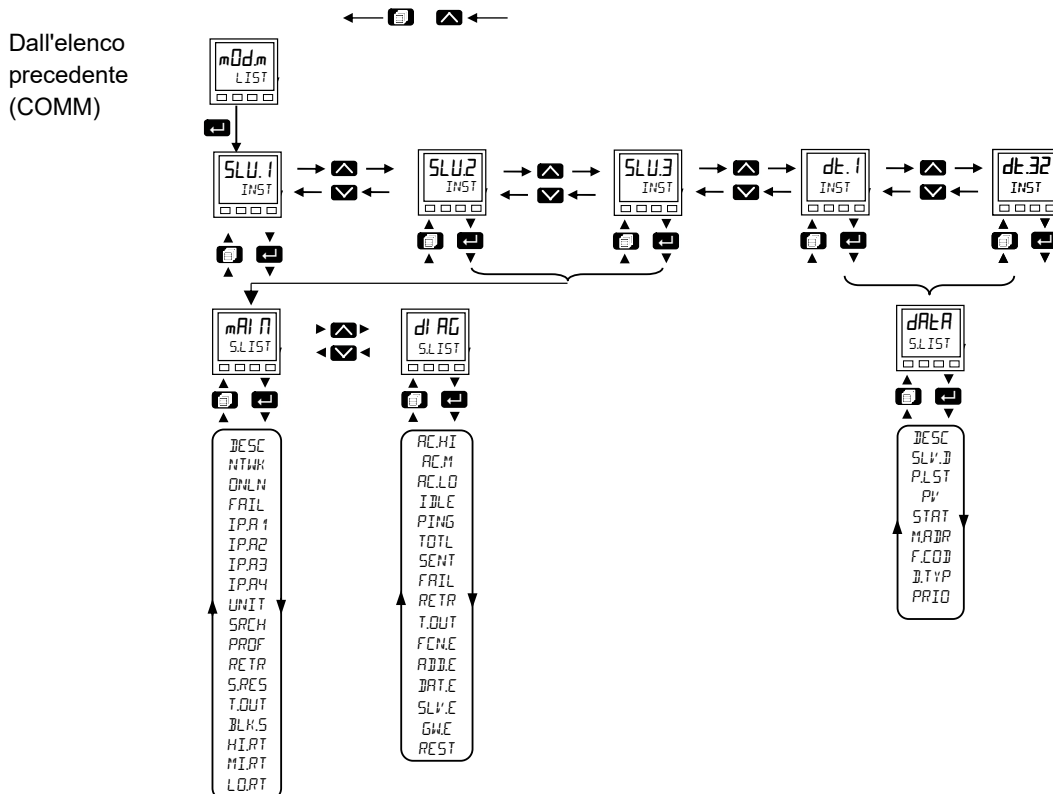 Dall'elenco
precedente
(COMM)
mOd.m
LIST
SLU.1
INST
SLU.2
INST
SLU.3
INST
dt.1
INST
dt.32
INST
mAIN
S.LIST
dIAG
S.LIST
dAtA
S.LIST
DESC
NTWK
ONLN
FAIL
IP.A1
IP.A2
IP.A3
IP.A4
UNIT
SRCH
PROF
RETR
S.RES
T.OUT
BLK.S
HI.RT
MI.RT
LO.RT
AC.HI
AC.M
AC.LO
IDLE
PING
TOTL
SENT
FAIL
RETR
T.OUT
FCN.E
ADD.E
DAT.E
SLV.E
GW.E
REST
DESC
SLV.D
P.LST
PV
STAT
M.ADR
F.COD
D.TYP
PRIO